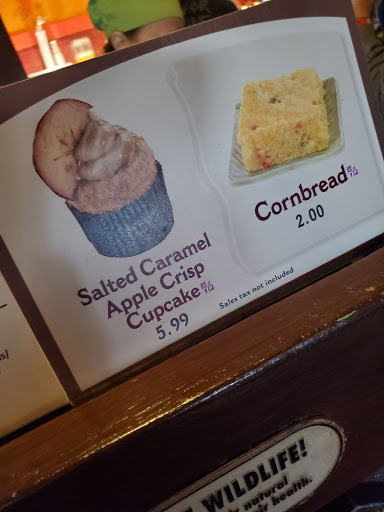 Salted Caramel
Apple Crisp
Cupcake
5.99
Cornbread
2.00
Sales tax not included
WILDLIFE!
natural
health.